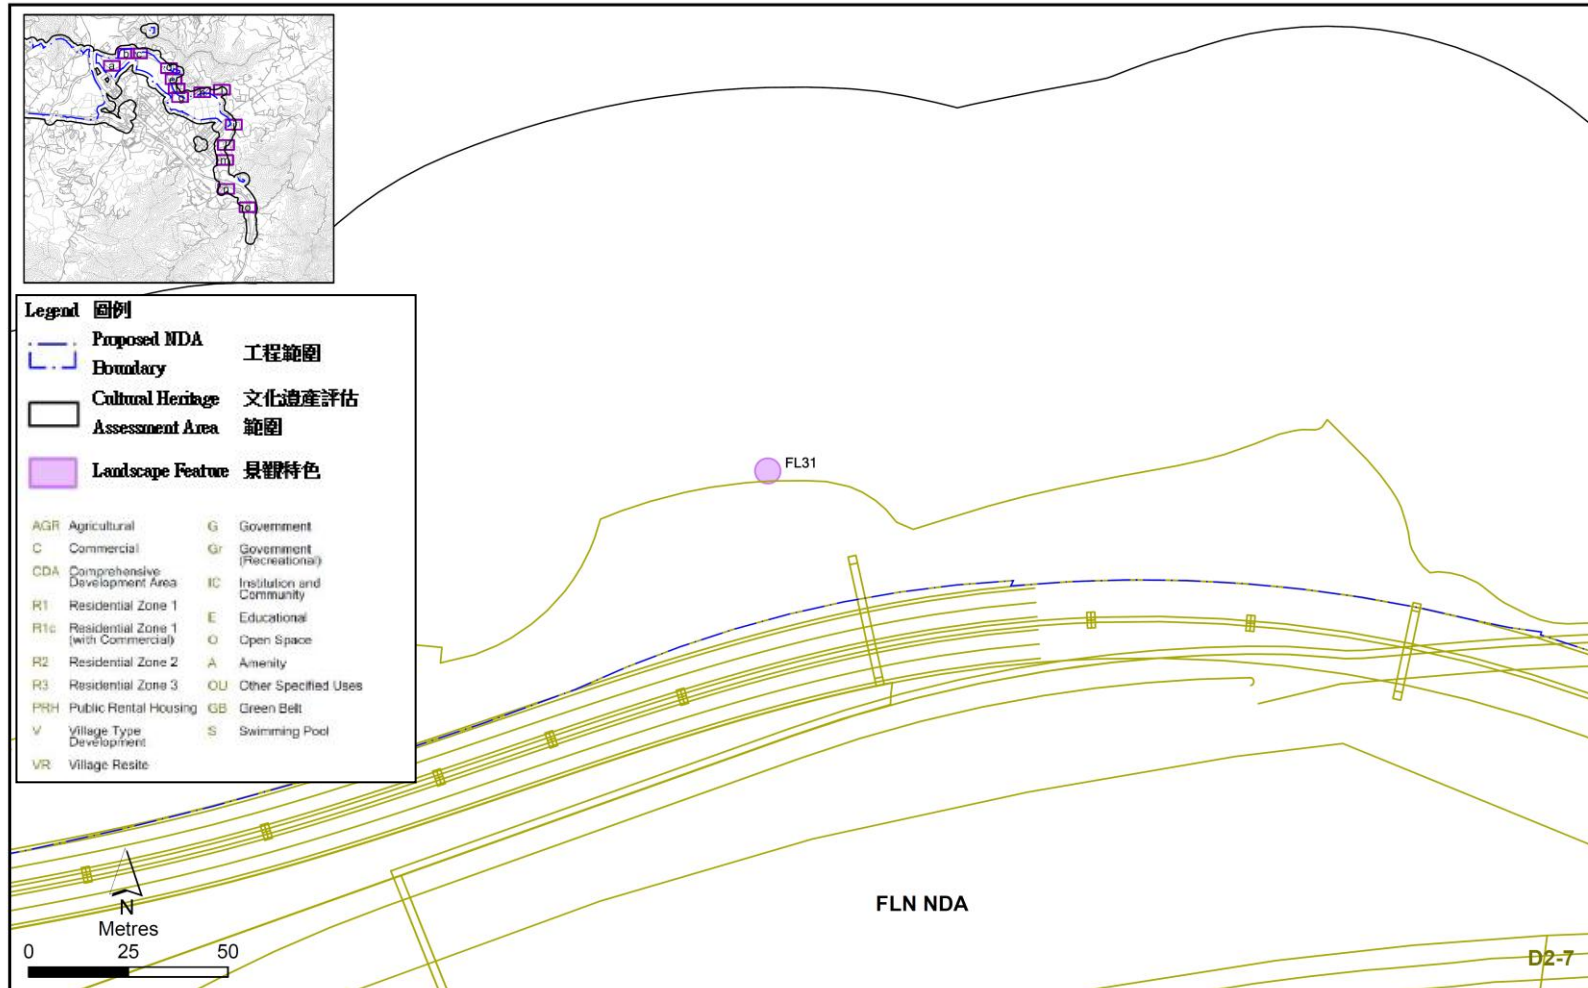 Legend 圖例
Proposed NDA
Boundary
工程範圍
Cultural Heritage
Assessment Area
文化遺產評估
範圍
Landscape Feature 景觀特色
AGR Agricultural
C Commercial
CDA Comprehensive
Development Area
R1 Residential Zone 1
R1c Residential Zone 1
(with Commercial)
R2 Residential Zone 2
R3 Residential Zone 3
PRH Public Rental Housing
V Village Type
Development
VR Village Resite
G Government
Gr Government
(Recreational)
IC Institution and
Community
E Educational
O Open Space
A Amenity
OU Other Specified Uses
GB Green Belt
S Swimming Pool
FL31
FLN NDA
D2-7
N
Metres
0 25 50